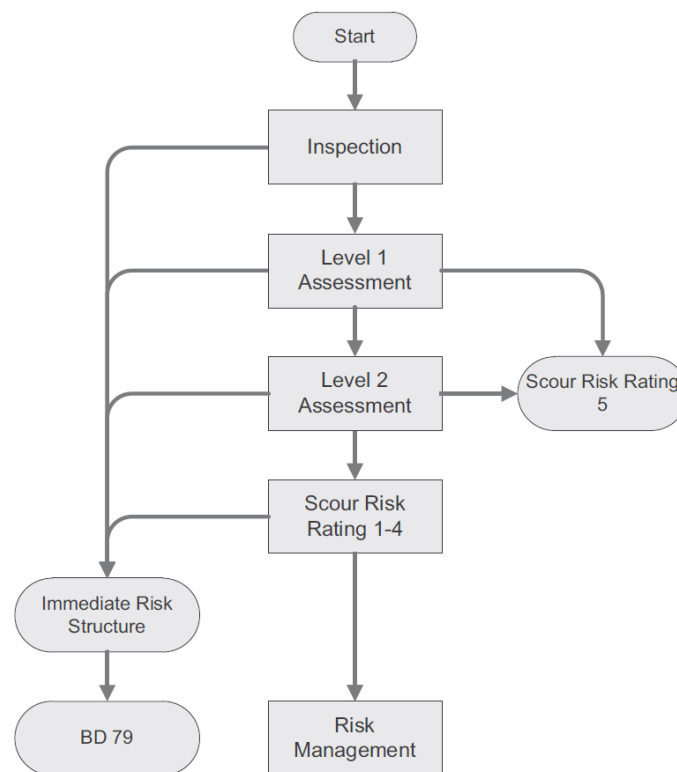 Start
Inspection
Level 1
Assessment
Level 2
Assessment
Scour Risk Rating
5
Scour Risk
Rating 1-4
Immediate Risk
Structure
BD 79
Risk
Management